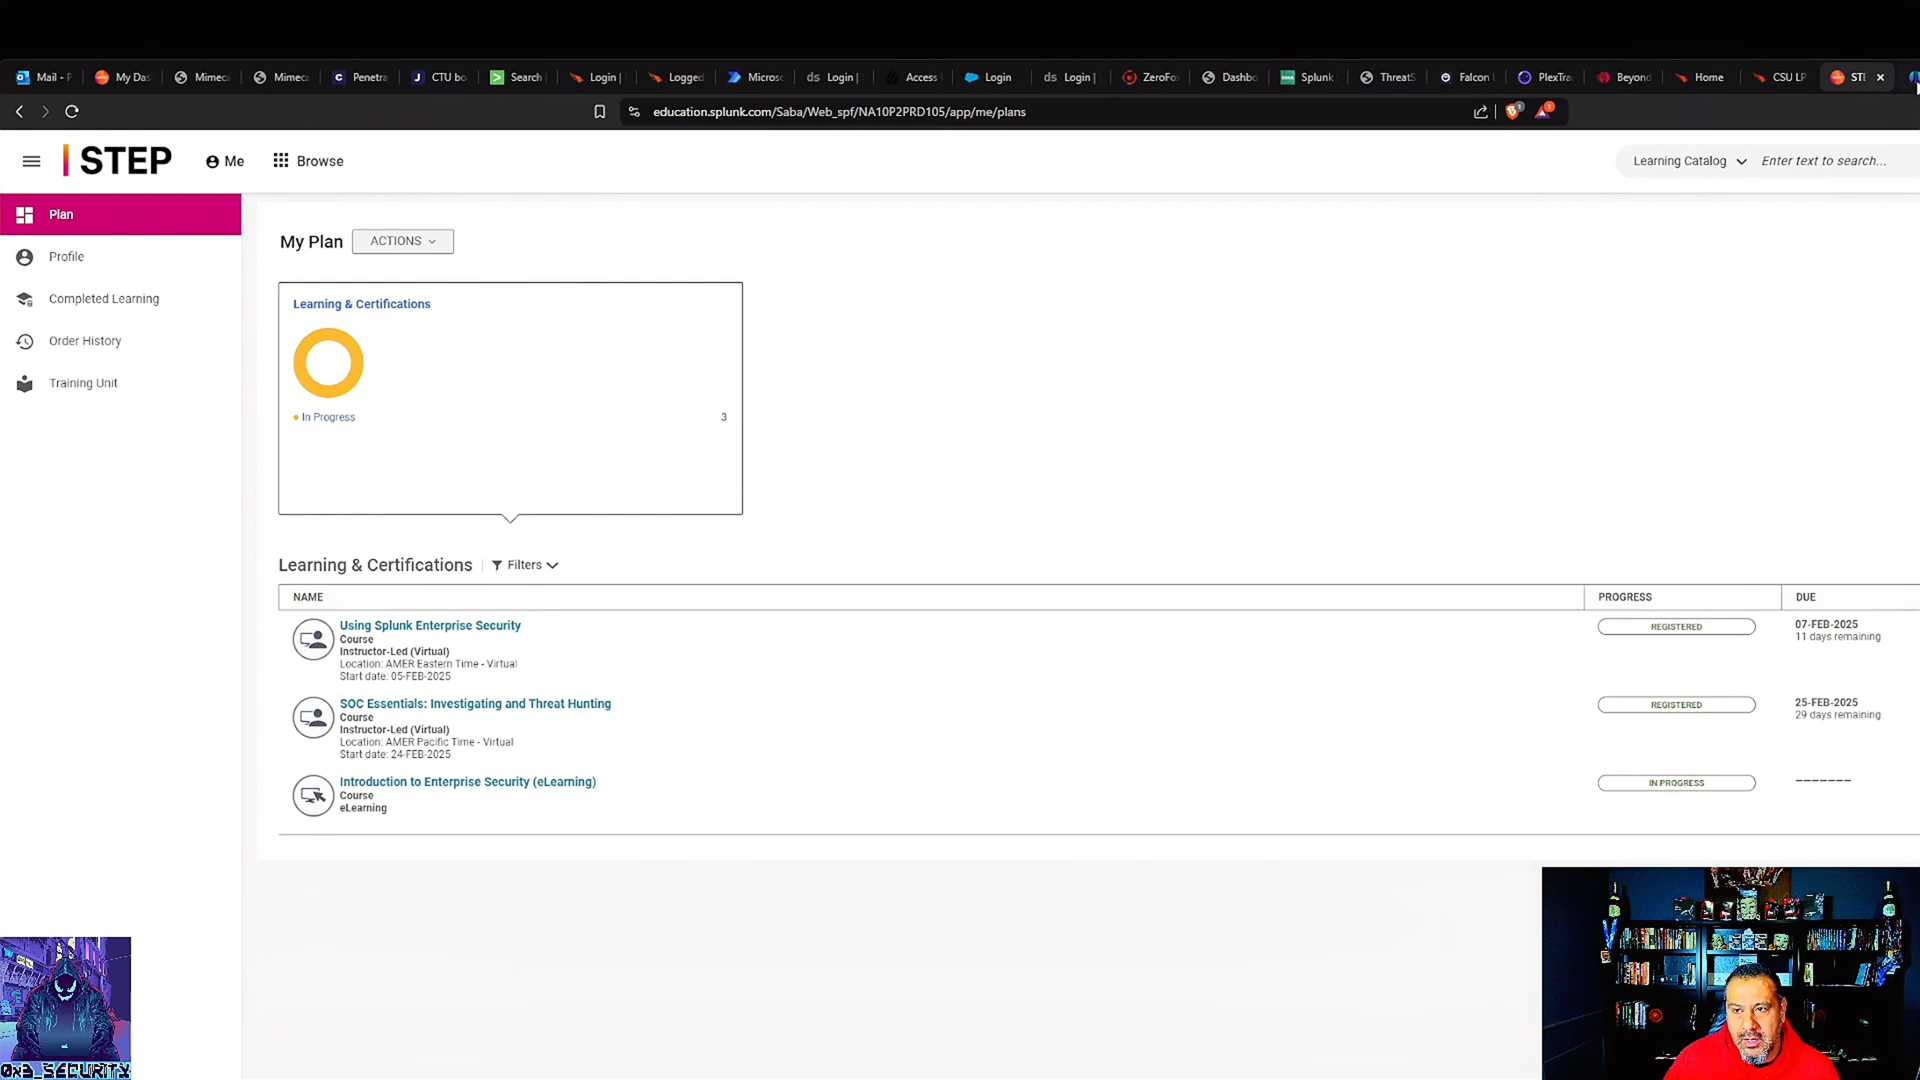 Mail - P
My Das
Mimeca
Mimeca
Penetra
CTU bo
Search
Login |
Logged
Micros
Login |
Access
Login
Login |
ZeroFo
Dashbo
Splunk
ThreatS
Falcon
PlexTra
Beyond
Home
CSU LP
STE
education.splunk.com/Saba/Web_spf/NA10P2PRD105/app/me/plans
STEP
Me
Browse
Learning Catalog
Enter text to search...
Plan
Profile
Completed Learning
Order History
Training Unit
My Plan
ACTIONS
Learning & Certifications
In Progress
3
Learning & Certifications
Filters
NAME
PROGRESS
DUE
Using Splunk Enterprise Security
Course
Instructor-Led (Virtual)
Location: AMER Eastern Time - Virtual
Start date: 05-FEB-2025
REGISTERED
07-FEB-2025
11 days remaining
SOC Essentials: Investigating and Threat Hunting
Course
Instructor-Led (Virtual)
Location: AMER Pacific Time - Virtual
Start date: 24-FEB-2025
REGISTERED
25-FEB-2025
29 days remaining
Introduction to Enterprise Security (eLearning)
Course
eLearning
IN PROGRESS
-------
0x3_SECURITY